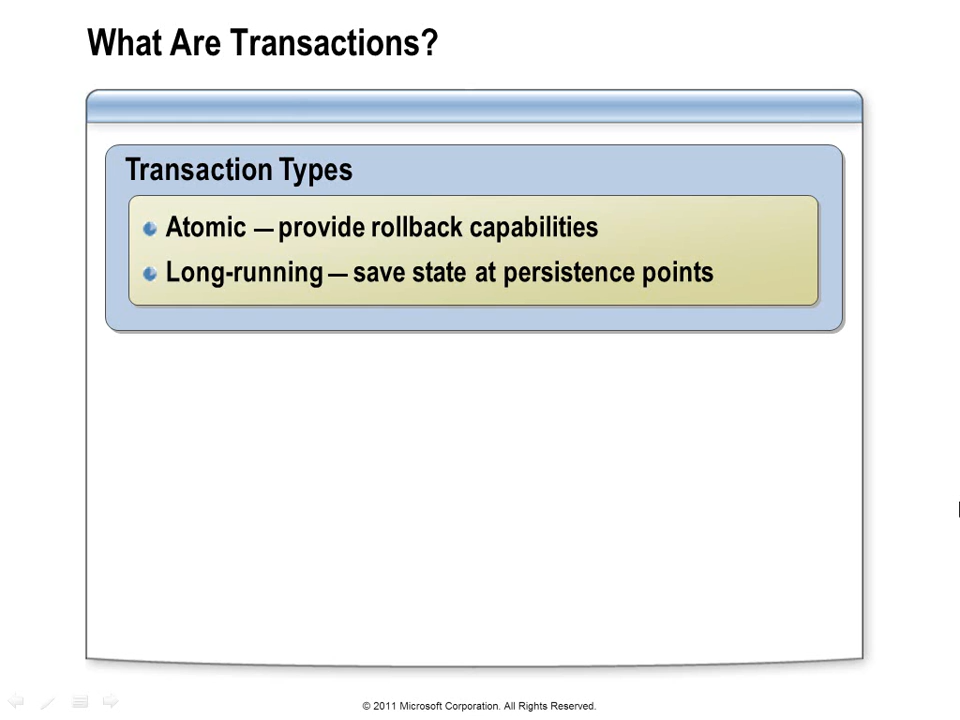 What Are Transactions?
Transaction Types
Atomic — provide rollback capabilities
Long-running — save state at persistence points
© 2011 Microsoft Corporation. All Rights Reserved.